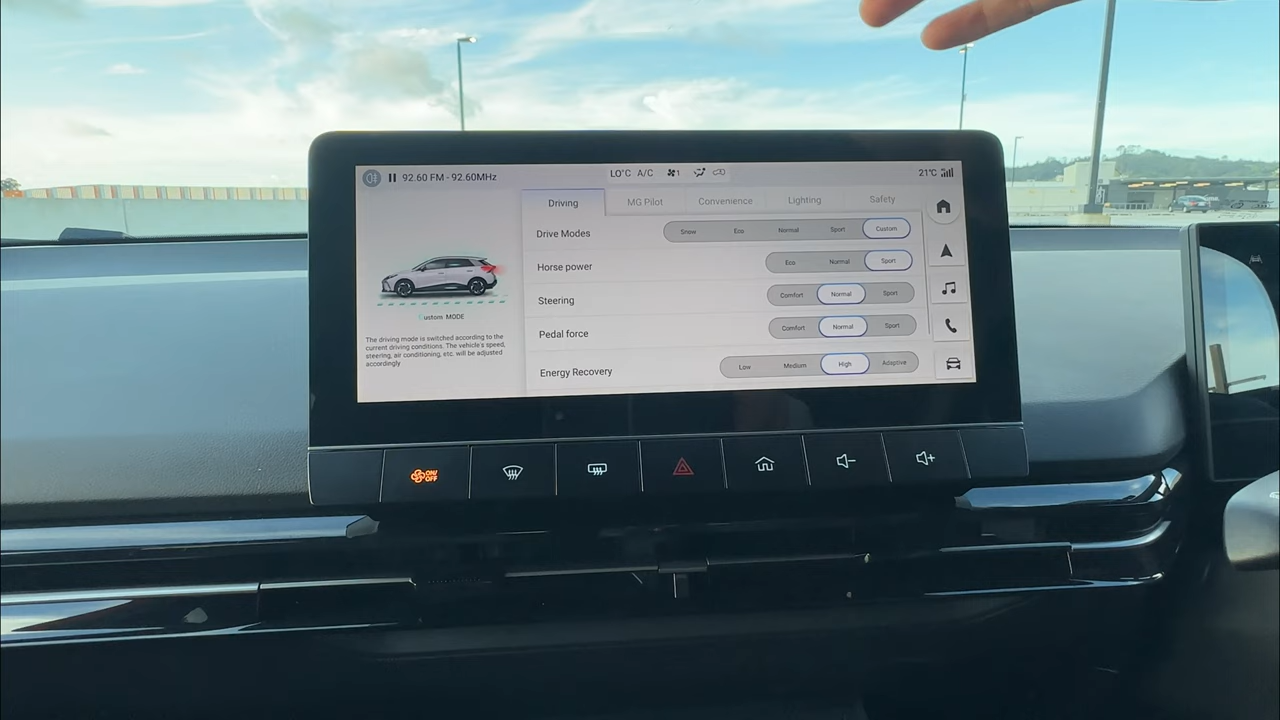 92.60 FM - 92.60MHz
LO°C A/C 1
21°C
Driving MG Pilot Convenience Lighting Safety
Drive Modes Snow Eco Normal Sport Custom
Horse power Eco Normal Sport
Steering Comfort Normal Sport
Pedal force Comfort Normal Sport
Energy Recovery Low Medium High Adaptive
Custom MODE
The driving mode is switched according to the
current driving conditions. The vehicle's speed,
steering, air conditioning, etc. will be adjusted
accordingly
ON/
OFF